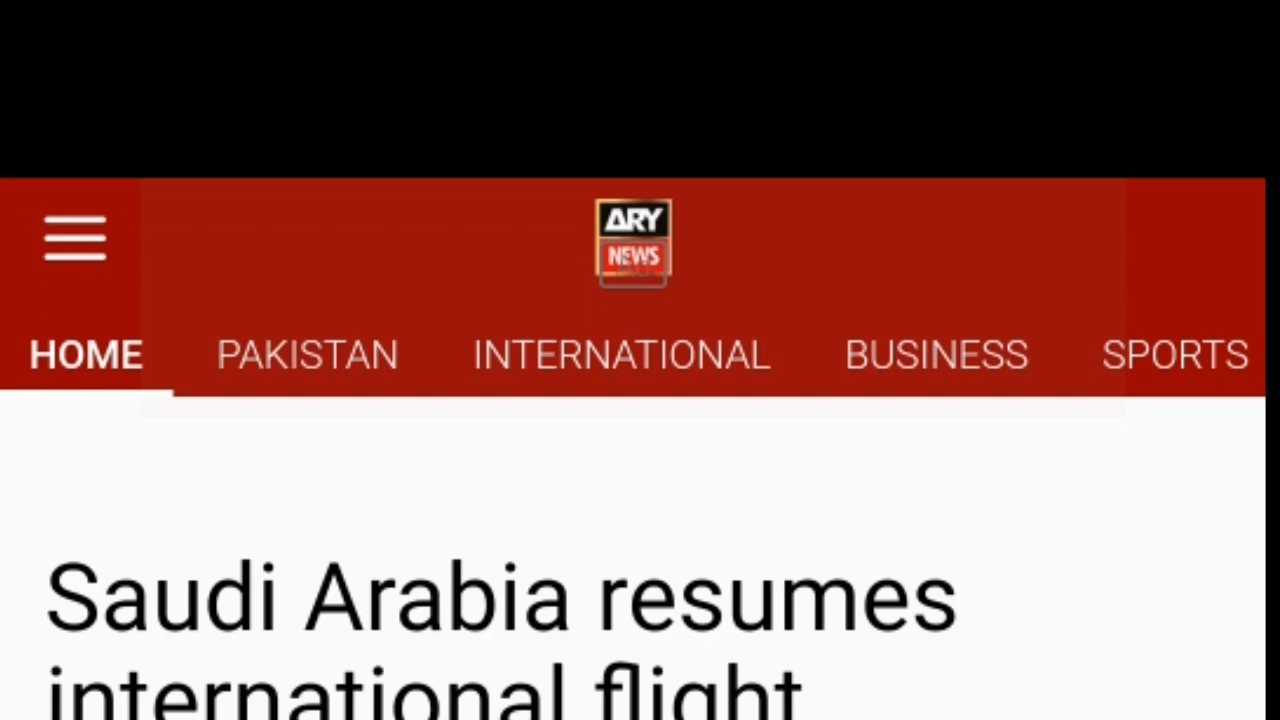 ARY
NEWS
HOME PAKISTAN INTERNATIONAL BUSINESS SPORTS
Saudi Arabia resumes
international flight